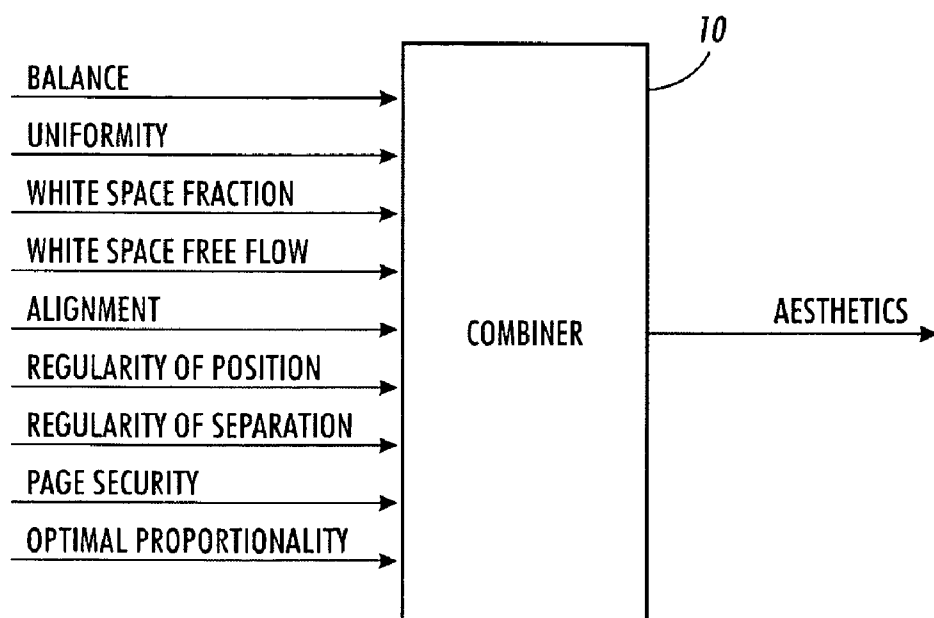 10
BALANCE
UNIFORMITY
WHITE SPACE FRACTION
WHITE SPACE FREE FLOW
ALIGNMENT
REGULARITY OF POSITION
REGULARITY OF SEPARATION
PAGE SECURITY
OPTIMAL PROPORTIONALITY
COMBINER
AESTHETICS